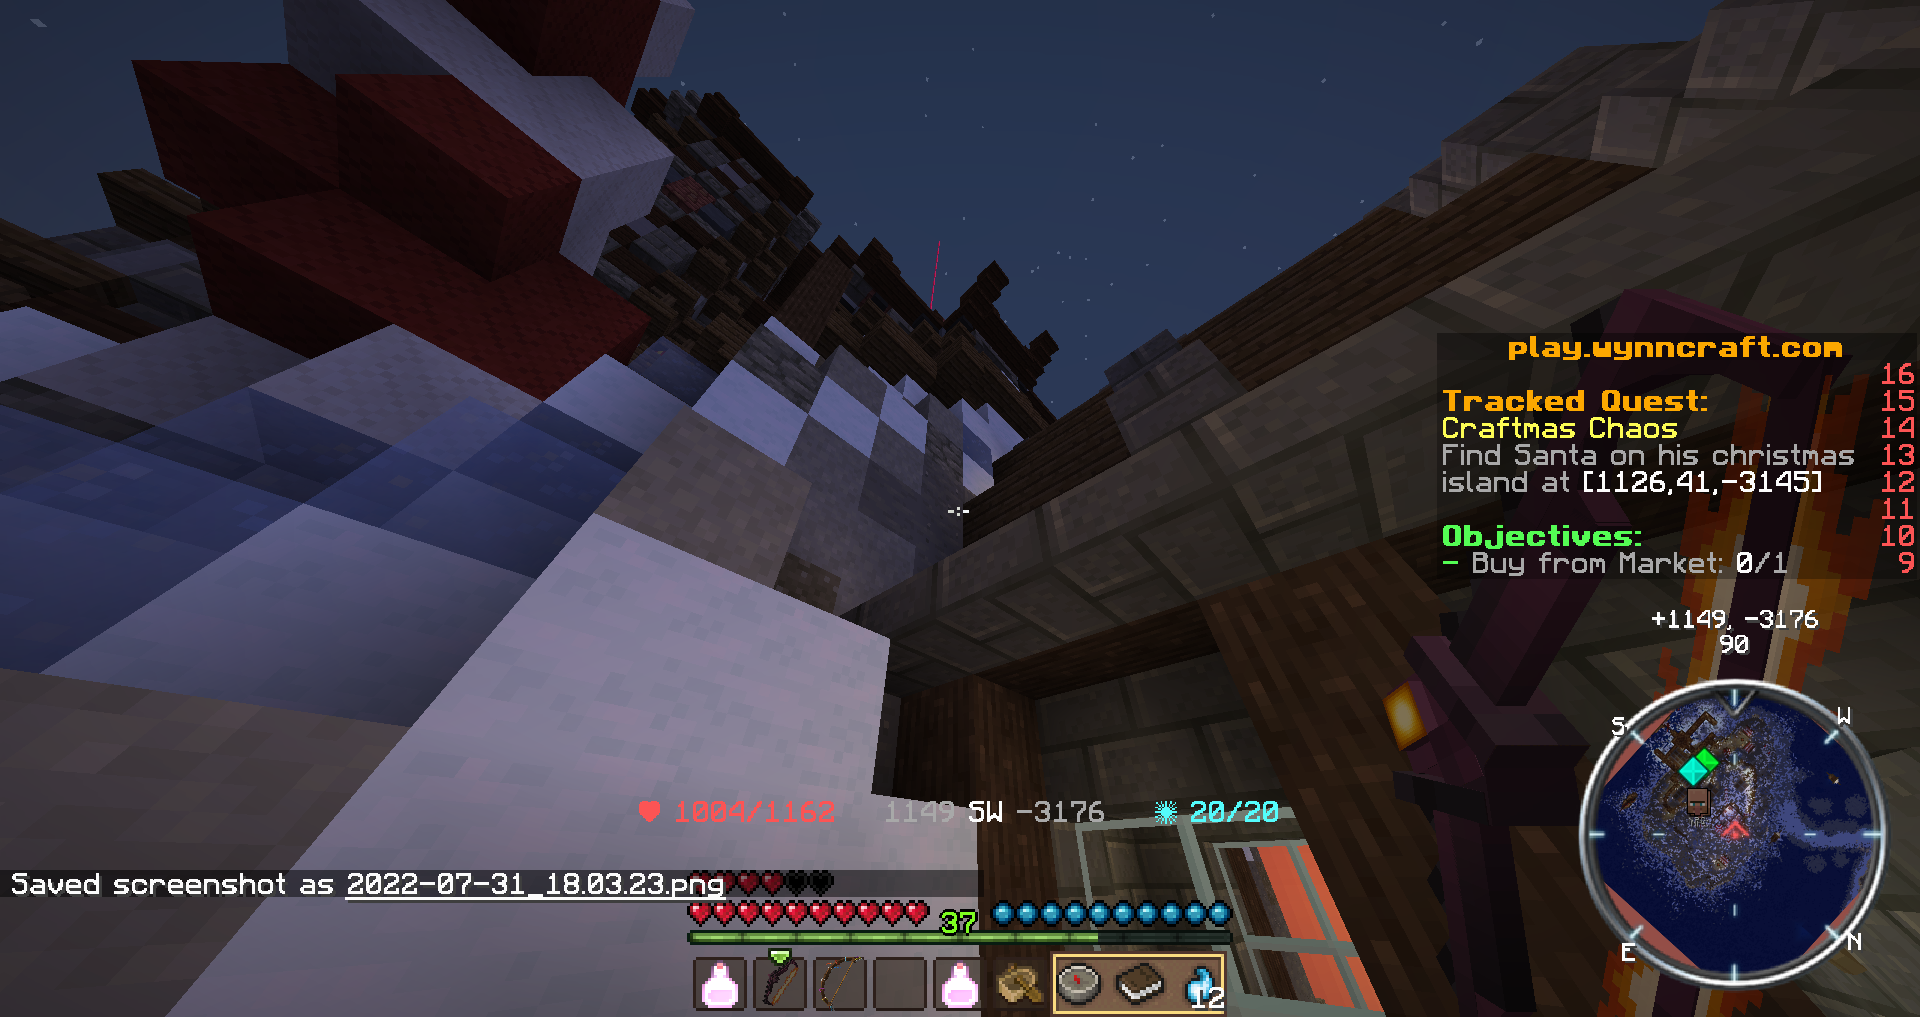 play.wynncraft.com
16
Tracked Quest: 15
Craftmas Chaos 14
Find Santa on his christmas 13
island at [1126,41,-3145] 12
11
Objectives: 10
- Buy from Market: 0/1 9
+1149, -3176
90
S W
E N
1004/1162 1149 SW -3176 20/20
Saved screenshot as 2022-07-31_18.03.23.png
37
12